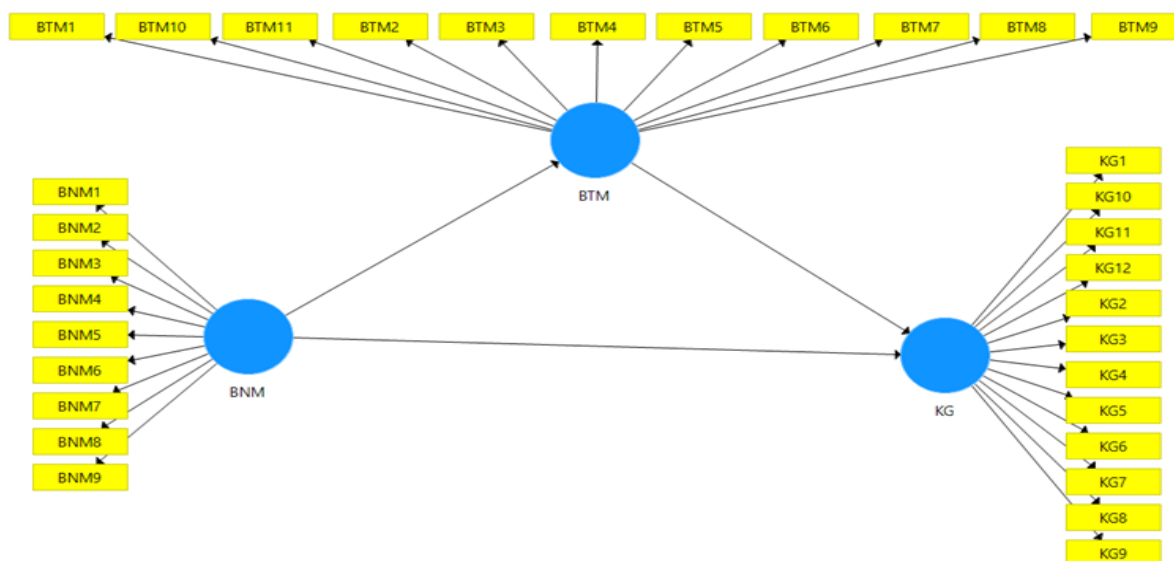 BTM1 BTM10 BTM11 BTM2 BTM3 BTM4 BTM5 BTM6 BTM7 BTM8 BTM9
BTM
BNM1
BNM2
BNM3
BNM4
BNM5
BNM6
BNM7
BNM8
BNM9
BNM
KG1
KG10
KG11
KG12
KG2
KG3
KG4
KG5
KG6
KG7
KG8
KG9
KG